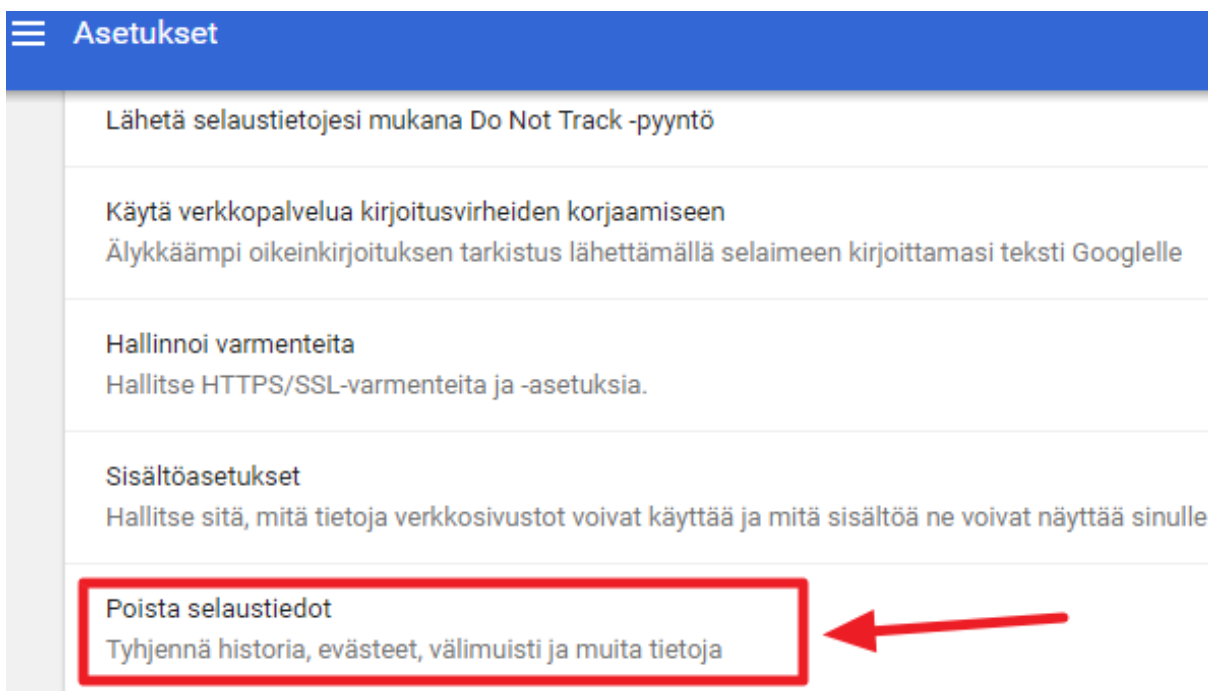 Asetukset
Lähetä selaustietojesi mukana Do Not Track -pyyntö
Käytä verkkopalvelua kirjoitusvirheiden korjaamiseen
Älykkäämpi oikeinkirjoituksen tarkistus lähettämällä selaimeen kirjoittamasi teksti Googlelle
Hallinnoi varmenteita
Hallitse HTTPS/SSL-varmenteita ja -asetuksia.
Sisältöasetukset
Hallitse sitä, mitä tietoja verkkosivustot voivat käyttää ja mitä sisältöä ne voivat näyttää sinulle
Poista selaustiedot
Tyhjennä historia, evästeet, välimuisti ja muita tietoja